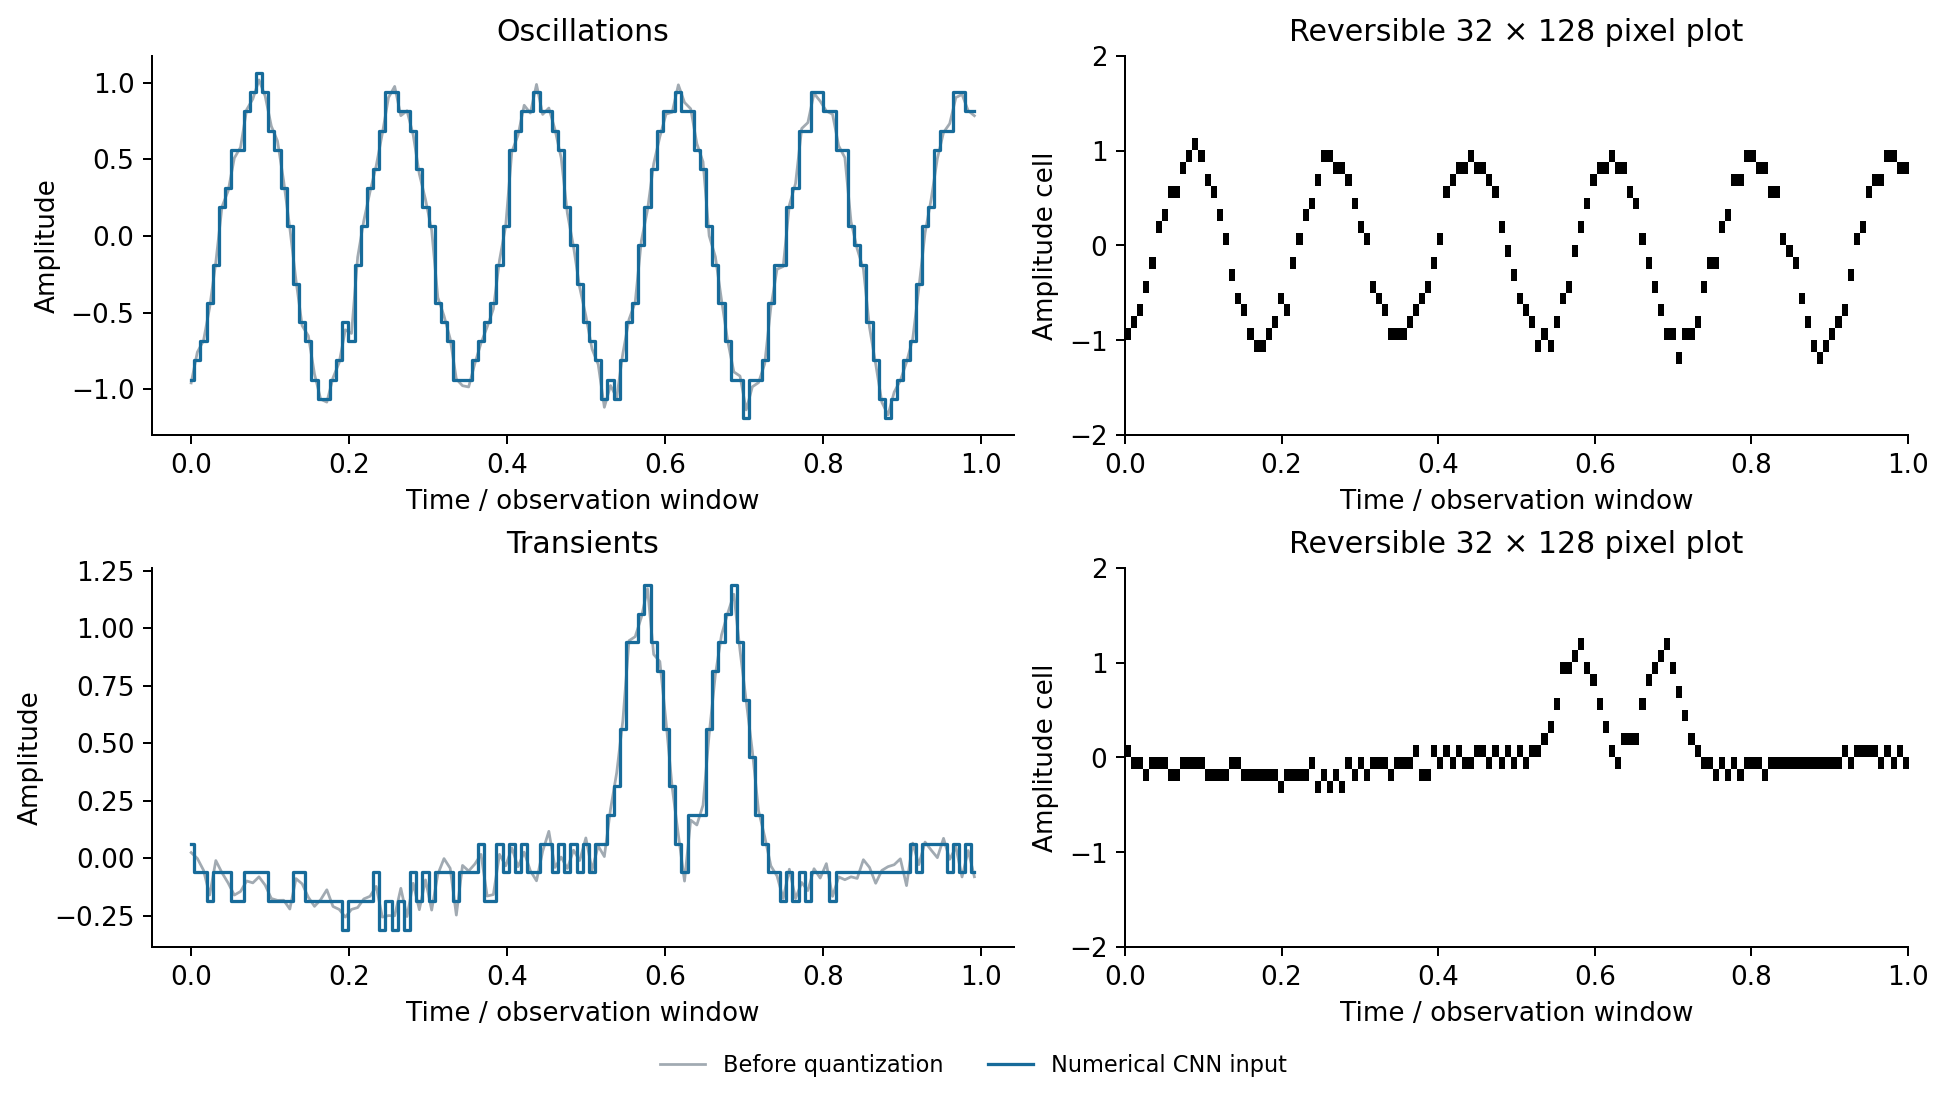 Oscillations
1.0
0.5
0.0
−0.5
−1.0
Amplitude
0.0 0.2 0.4 0.6 0.8 1.0
Time / observation window
Reversible 32 × 128 pixel plot
2
1
0
−1
−2
Amplitude cell
0.0 0.2 0.4 0.6 0.8 1.0
Time / observation window
Transients
1.25
1.00
0.75
0.50
0.25
0.00
−0.25
Amplitude
0.0 0.2 0.4 0.6 0.8 1.0
Time / observation window
Reversible 32 × 128 pixel plot
2
1
0
−1
−2
Amplitude cell
0.0 0.2 0.4 0.6 0.8 1.0
Time / observation window
Before quantization Numerical CNN input